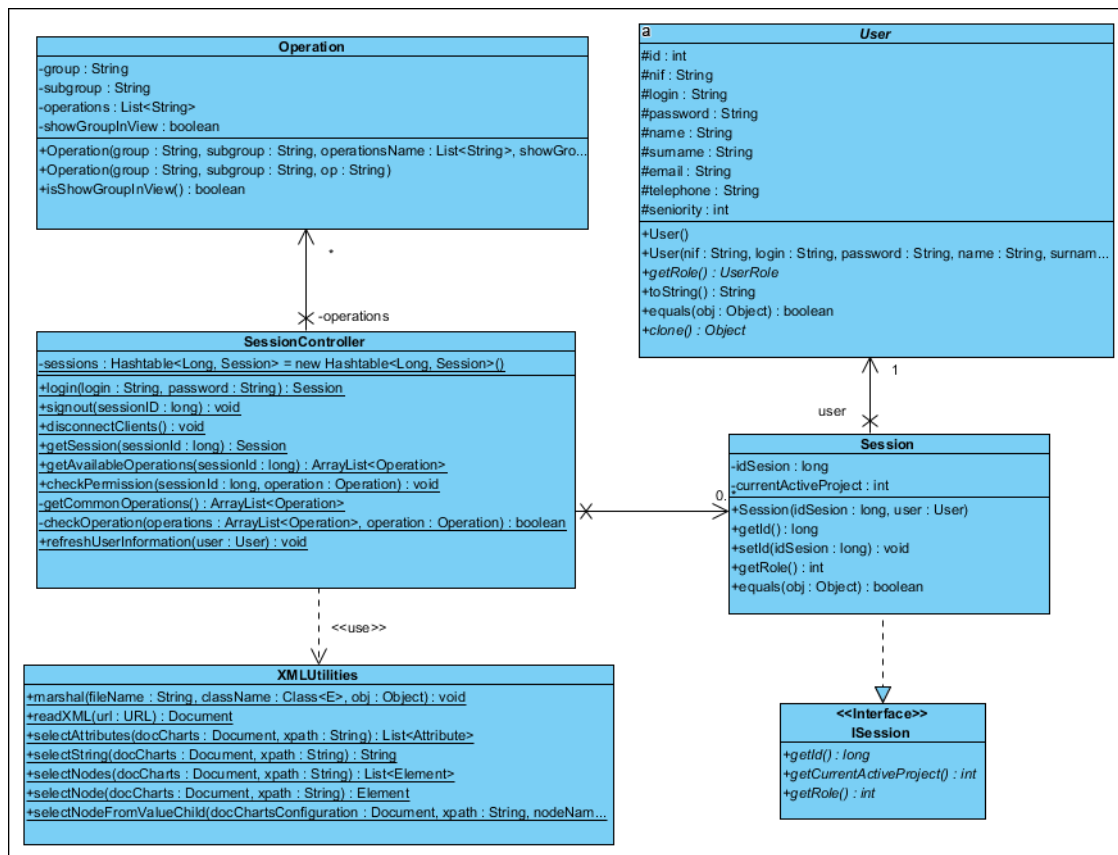 Operation
-group : String
-subgroup : String
-operations : List<String>
-showGroupInView : boolean
+Operation(group : String, subgroup : String, operationsName : List<String>, showGro...
+Operation(group : String, subgroup : String, op : String)
+isShowGroupInView() : boolean
a
User
#id : int
#nif : String
#login : String
#password : String
#name : String
#surname : String
#email : String
#telephone : String
#seniority : int
+User()
+User(nif : String, login : String, password : String, name : String, surnam...
+getRole() : UserRole
+toString() : String
+equals(obj : Object) : boolean
+clone() : Object
*
-operations
SessionController
-sessions : Hashtable<Long, Session> = new Hashtable<Long, Session>()
+login(login : String, password : String) : Session
+signout(sessionID : long) : void
+disconnectClients() : void
+getSession(sessionId : long) : Session
+getAvailableOperations(sessionId : long) : ArrayList<Operation>
+checkPermission(sessionId : long, operation : Operation) : void
-getCommonOperations() : ArrayList<Operation>
-checkOperation(operations : ArrayList<Operation>, operation : Operation) : boolean
+refreshUserInformation(user : User) : void
1
user
0..*
Session
-idSesion : long
-currentActiveProject : int
+Session(idSesion : long, user : User)
+getId() : long
+setId(idSesion : long) : void
+getRole() : int
+equals(obj : Object) : boolean
<<use>>
XMLUtilities
+marshal(fileName : String, className : Class<E>, obj : Object) : void
+readXML(url : URL) : Document
+selectAttributes(docCharts : Document, xpath : String) : List<Attribute>
+selectString(docCharts : Document, xpath : String) : String
+selectNodes(docCharts : Document, xpath : String) : List<Element>
+selectNode(docCharts : Document, xpath : String) : Element
+selectNodeFromValueChild(docChartsConfiguration : Document, xpath : String, nodeNam...
<<Interface>>
ISession
+getId() : long
+getCurrentActiveProject() : int
+getRole() : int